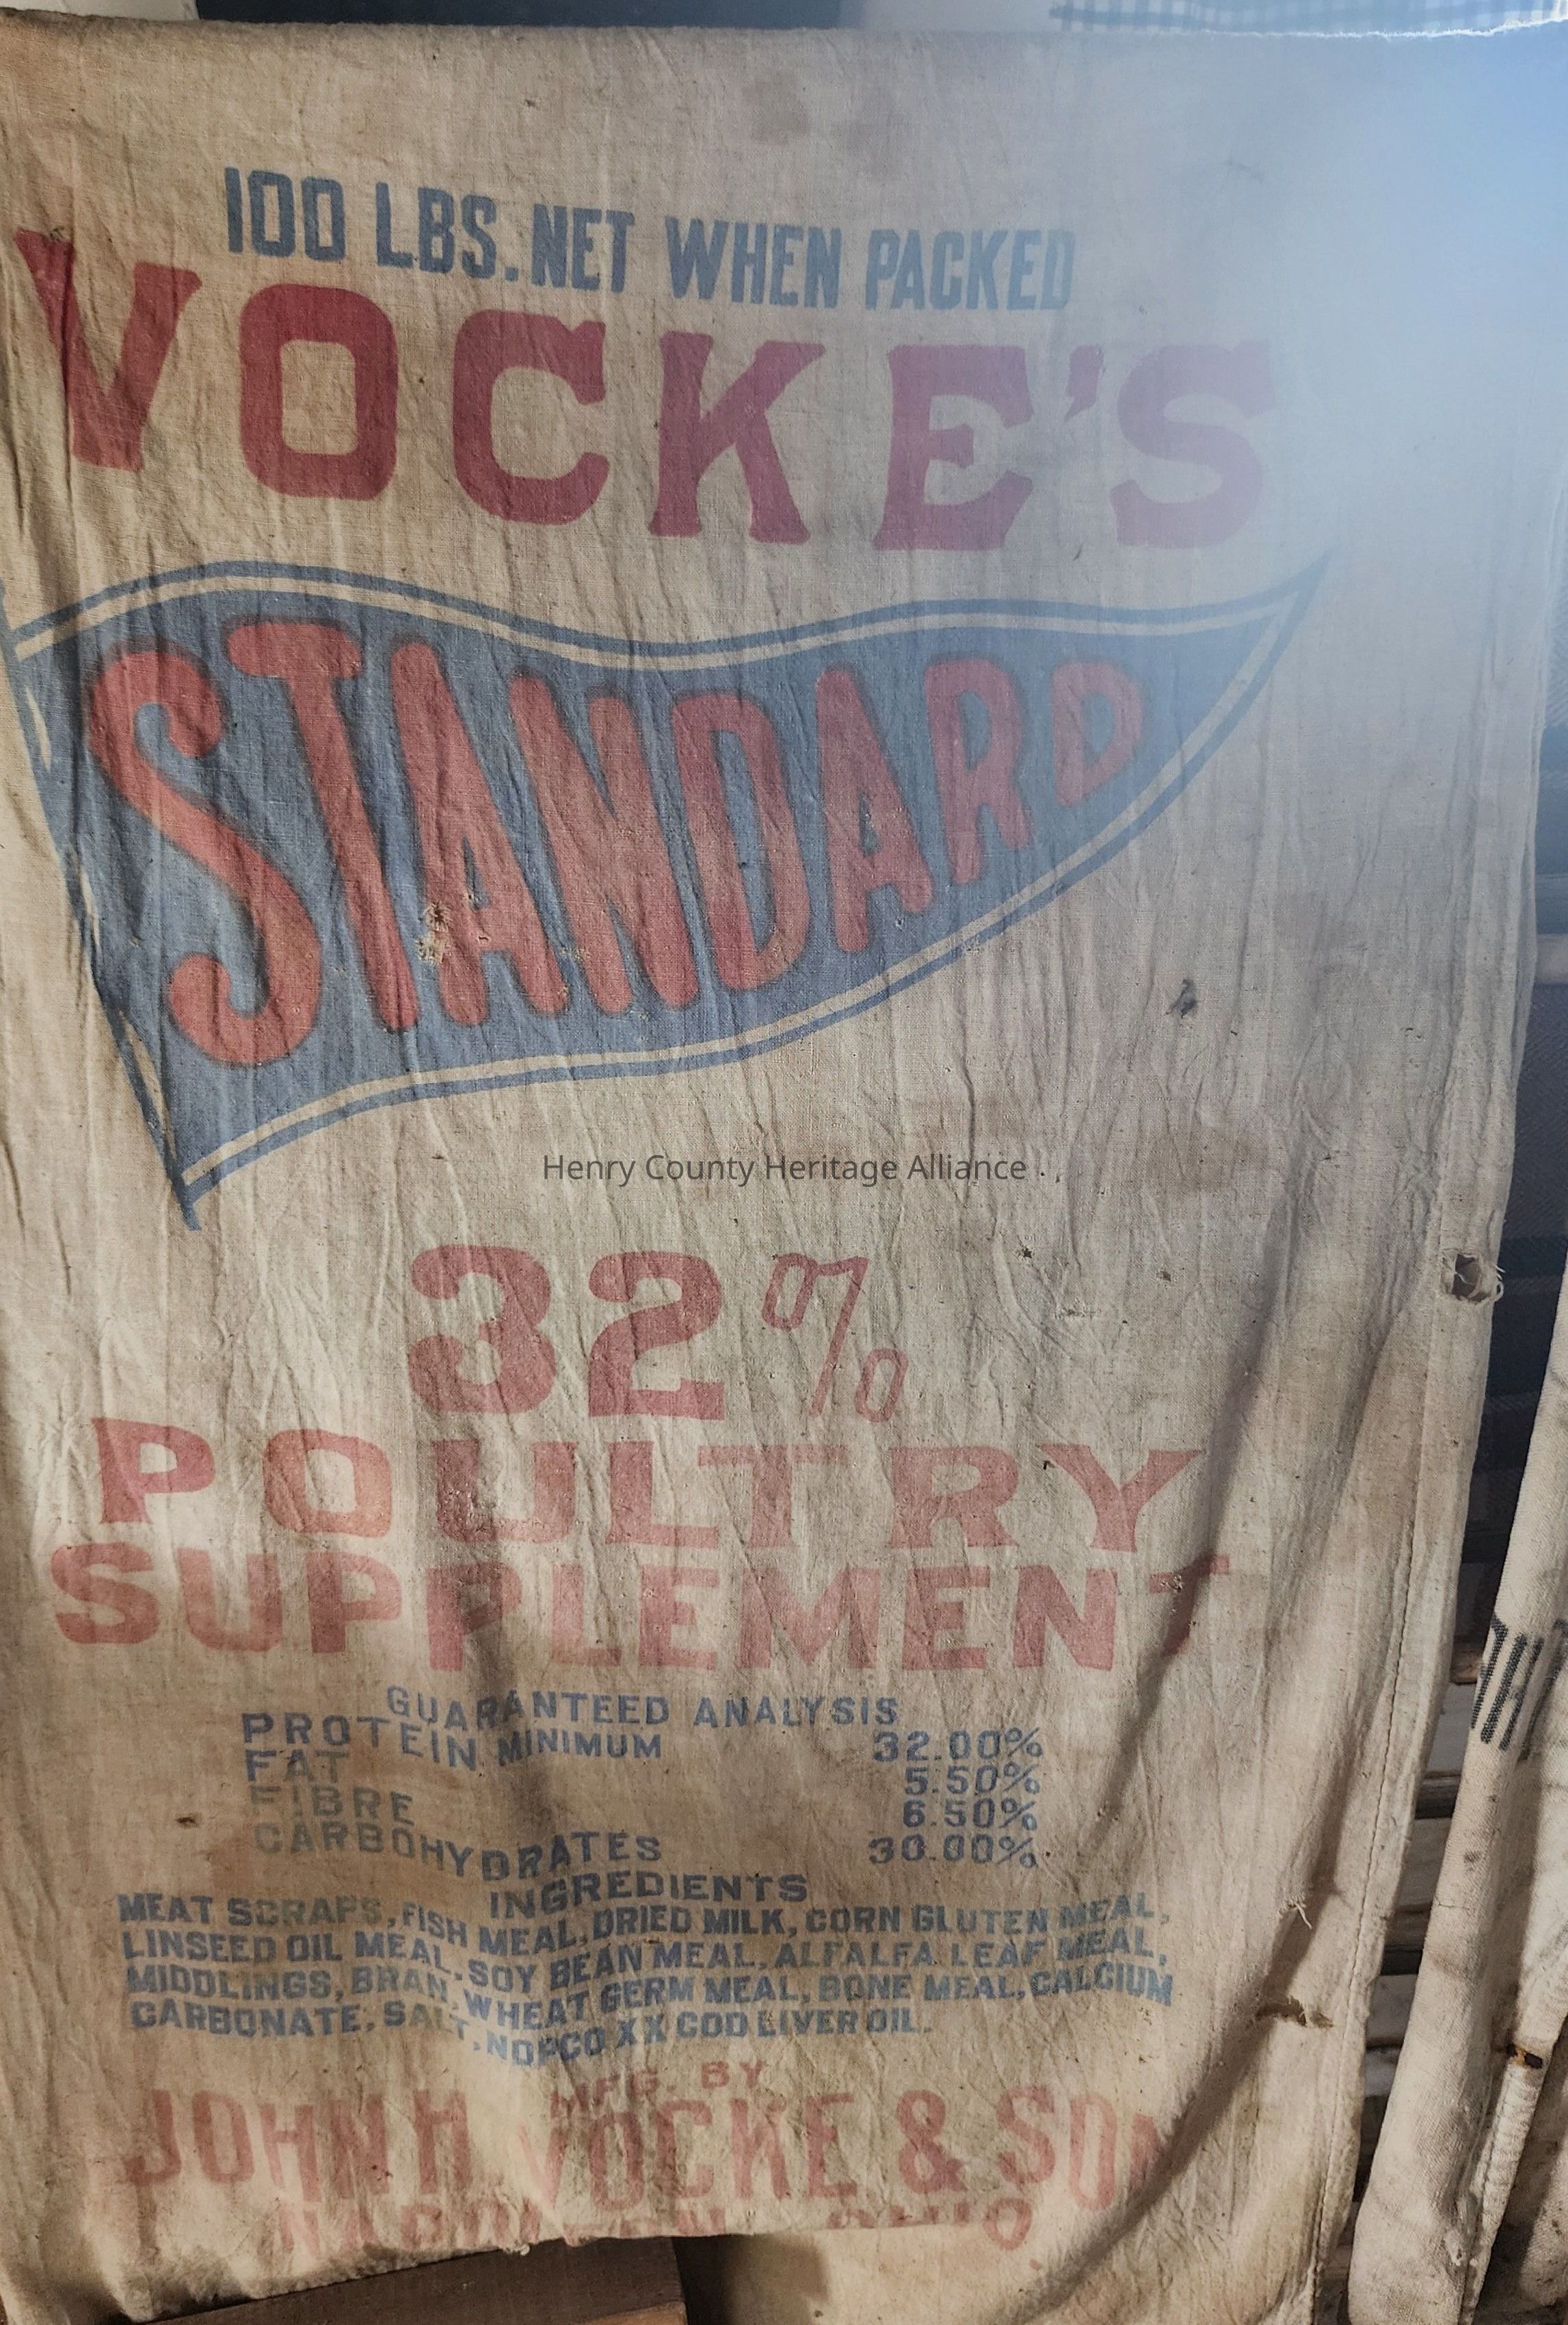 100 LBS. NET WHEN PACKED
VOCKE'S
STANDARD
Henry County Heritage Alliance
32%
POULTRY
SUPPLEMENT
GUARANTEED ANALYSIS
PROTEIN MINIMUM 32.00%
FAT 5.50%
FIBRE 6.50%
CARBOHYDRATES 30.00%
INGREDIENTS
MEAT SCRAPS, FISH MEAL, DRIED MILK, CORN GLUTEN MEAL,
LINSEED OIL MEAL, SOY BEAN MEAL, ALFALFA LEAF MEAL,
MIDDLINGS, BRAN, WHEAT GERM MEAL, BONE MEAL, CALCIUM
CARBONATE, SALT, NOPCO XX COD LIVER OIL.
MFG. BY
JOHN H VOCKE & SON
NAPOLEON OHIO